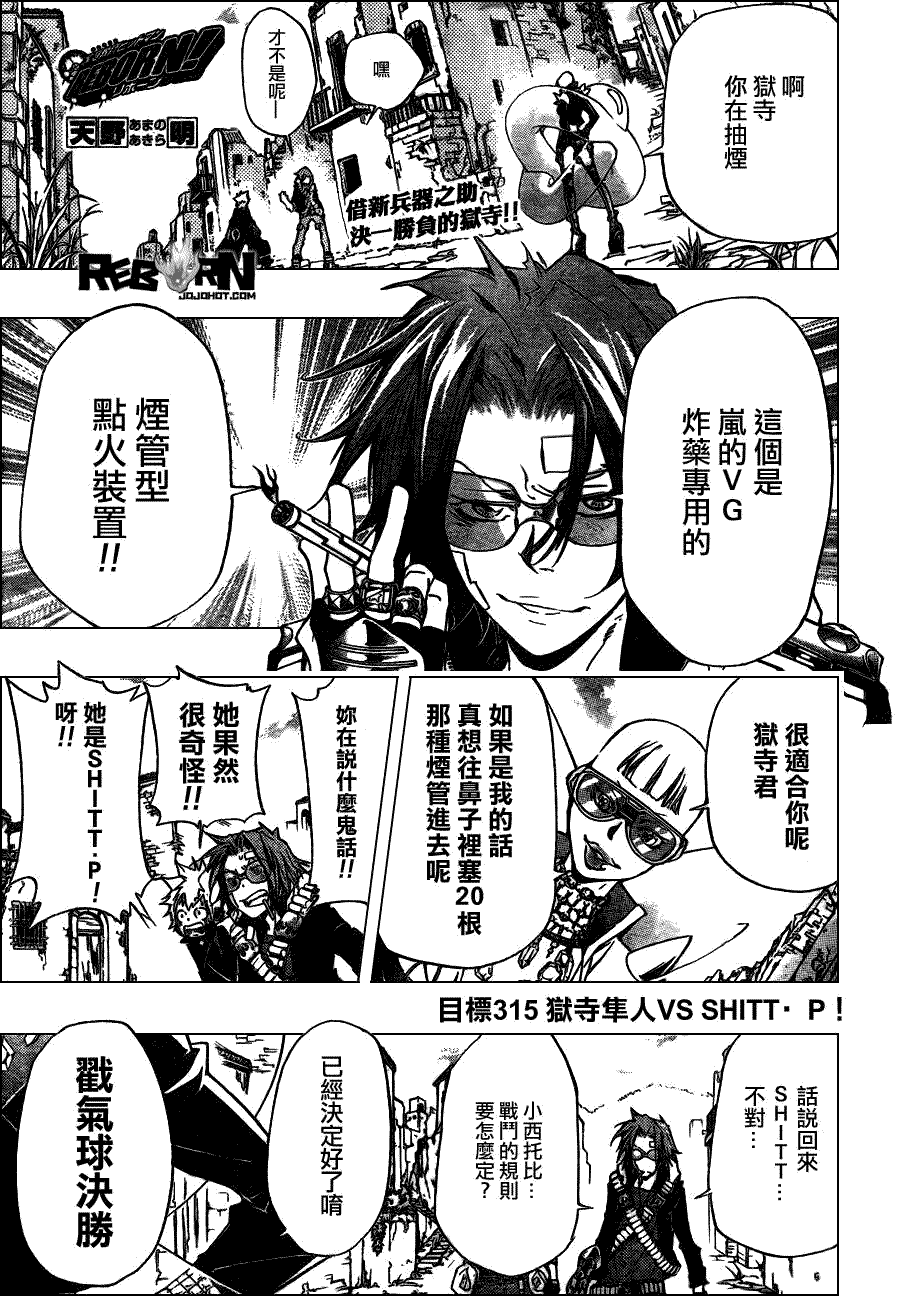 啊
獄寺
你在抽煙
嘿
才不是呢—
REBORN!
天野明
あまの
あきら
借新兵器之助,
決一勝負的獄寺!!
REBORN
JOJOHOT.COM
這個是
嵐的VG
炸藥專用的
煙管型
點火裝置!!
很適合你呢
獄寺君
如果是我的話
真想往鼻子裡塞20根
那種煙管進去呢
妳在説什麼鬼話!!
她果然
很奇怪!!
她是SHITT·P!
呀!!
目標315 獄寺隼人VS SHITT· P!
話説回來
SHITT…
不對…
小西托比…
戰鬥的規則
要怎麼定?
已經決定好了唷
戳氣球決勝
6